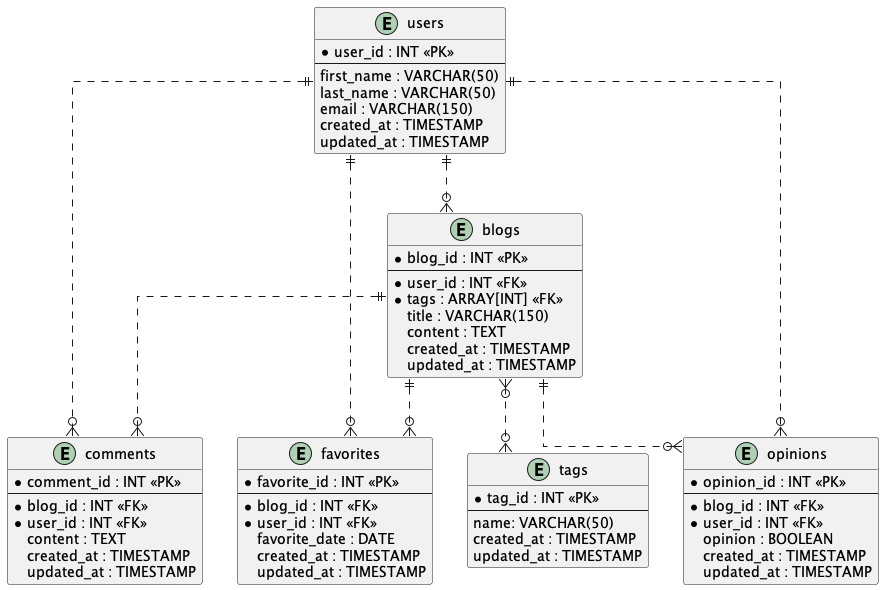 E users
* user_id : INT «PK»
first_name : VARCHAR(50)
last_name : VARCHAR(50)
email : VARCHAR(150)
created_at : TIMESTAMP
updated_at : TIMESTAMP
E blogs
* blog_id : INT «PK»
* user_id : INT «FK»
* tags : ARRAY[INT] «FK»
title : VARCHAR(150)
content : TEXT
created_at : TIMESTAMP
updated_at : TIMESTAMP
E comments
* comment_id : INT «PK»
* blog_id : INT «FK»
* user_id : INT «FK»
content : TEXT
created_at : TIMESTAMP
updated_at : TIMESTAMP
E favorites
* favorite_id : INT «PK»
* blog_id : INT «FK»
* user_id : INT «FK»
favorite_date : DATE
created_at : TIMESTAMP
updated_at : TIMESTAMP
E tags
* tag_id : INT «PK»
name: VARCHAR(50)
created_at : TIMESTAMP
updated_at : TIMESTAMP
E opinions
* opinion_id : INT «PK»
* blog_id : INT «FK»
* user_id : INT «FK»
opinion : BOOLEAN
created_at : TIMESTAMP
updated_at : TIMESTAMP